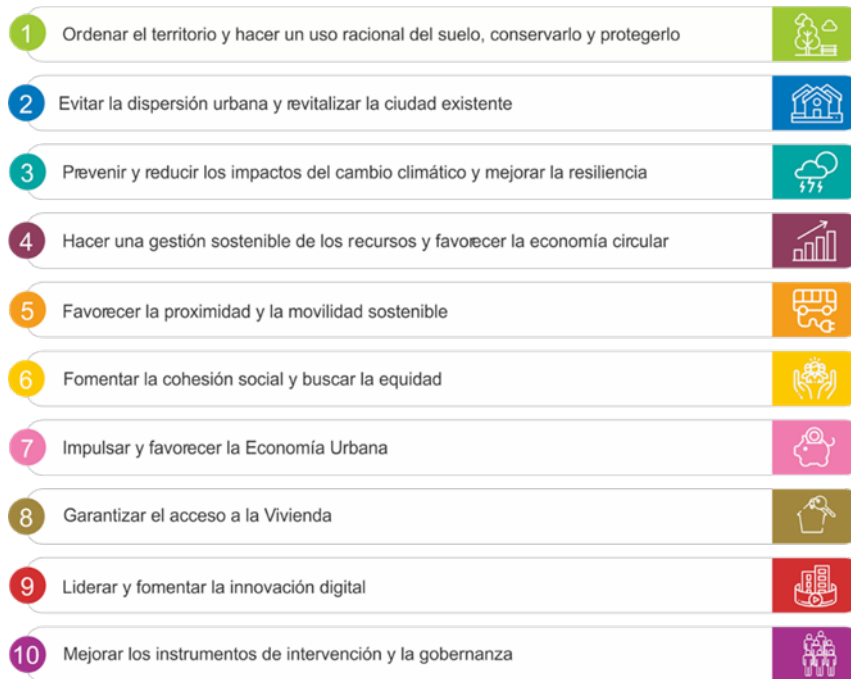 1 Ordenar el territorio y hacer un uso racional del suelo, conservarlo y protegerlo
2 Evitar la dispersión urbana y revitalizar la ciudad existente
3 Prevenir y reducir los impactos del cambio climático y mejorar la resiliencia
4 Hacer una gestión sostenible de los recursos y favorecer la economía circular
5 Favorecer la proximidad y la movilidad sostenible
6 Fomentar la cohesión social y buscar la equidad
7 Impulsar y favorecer la Economía Urbana
8 Garantizar el acceso a la Vivienda
9 Liderar y fomentar la innovación digital
10 Mejorar los instrumentos de intervención y la gobernanza